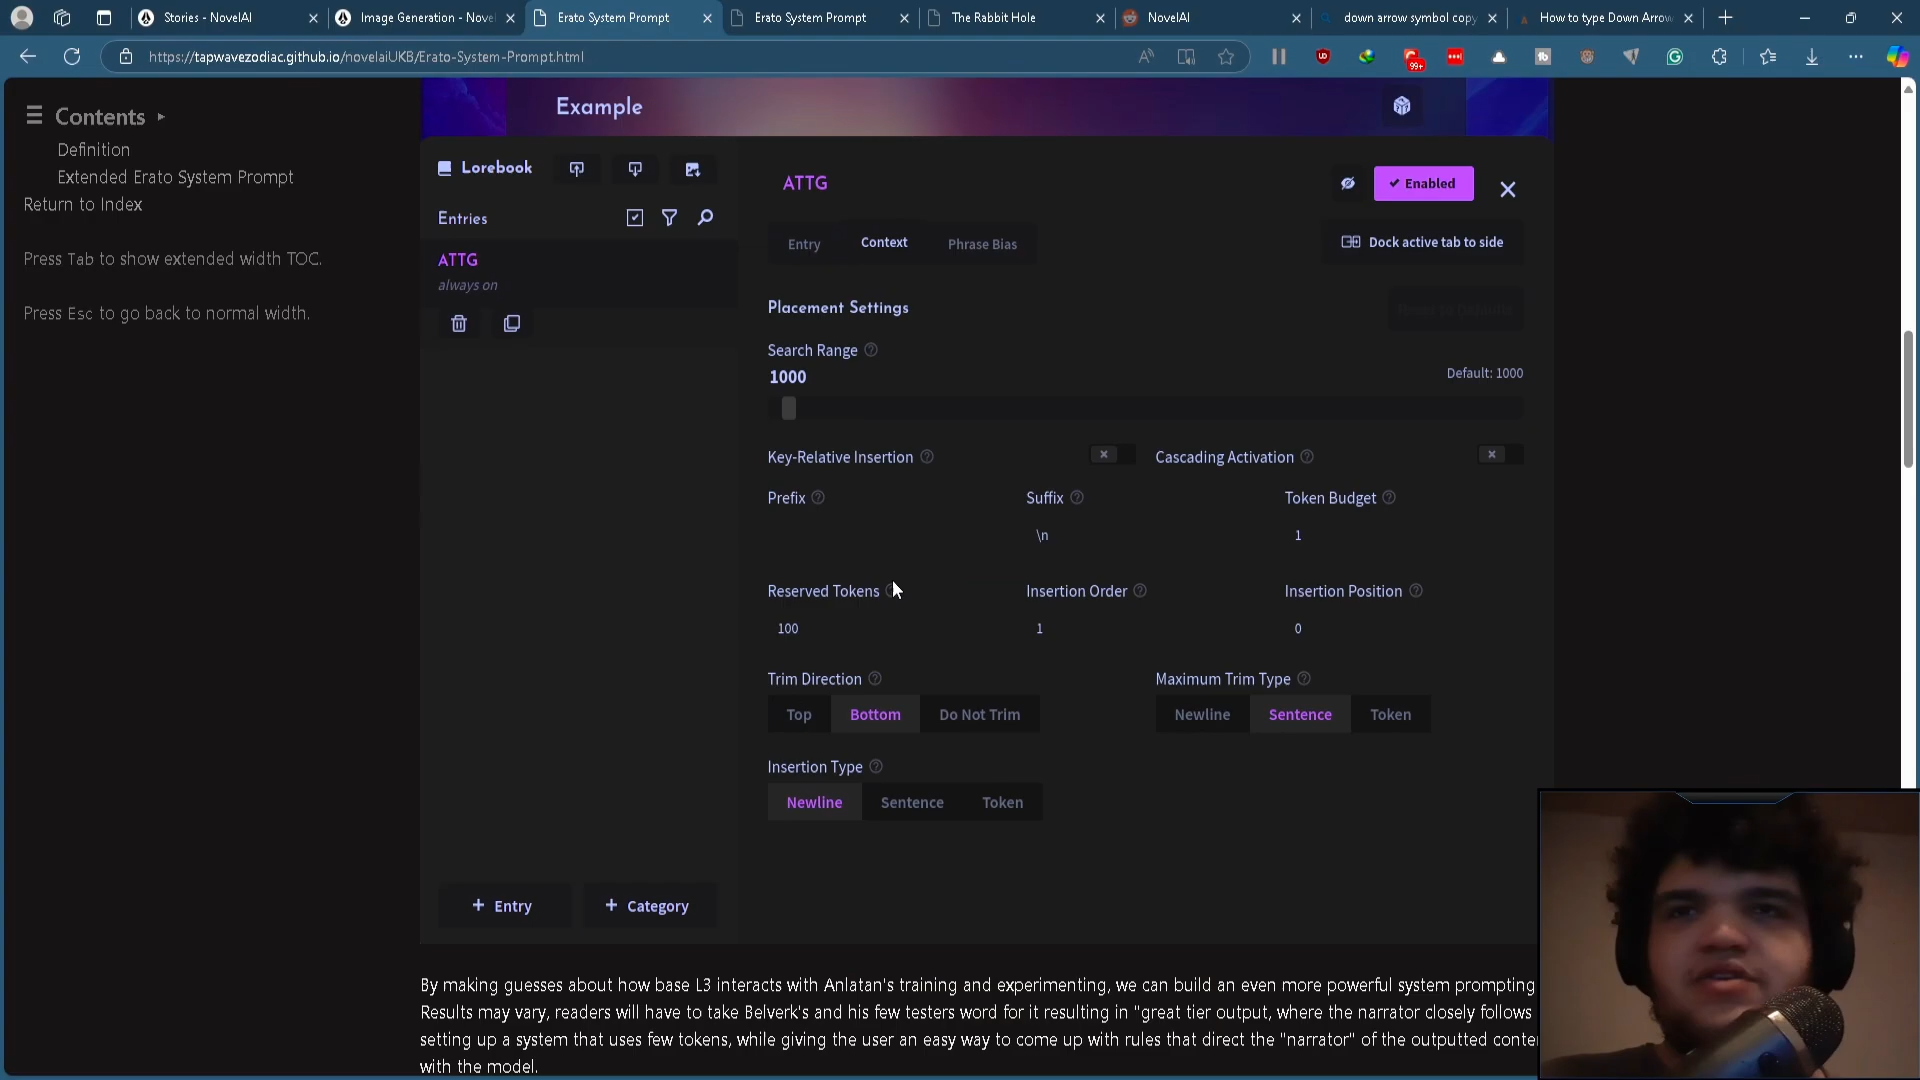 Stories - NovelAI
Image Generation - Nove
Erato System Prompt
Erato System Prompt
The Rabbit Hole
NovelAI
down arrow symbol copy
How to type Down Arrow
https://tapwavezodiac.github.io/novelaiUKB/Erato-System-Prompt.html
99+
Contents
Definition
Extended Erato System Prompt
Return to Index
Press Tab to show extended width TOC.
Press Esc to go back to normal width.
Example
Lorebook
Entries
ATTG
always on
+ Entry
+ Category
ATTG
Enabled
Entry
Context
Phrase Bias
Dock active tab to side
Placement Settings
Reset to Defaults
Search Range
1000
Default: 1000
Key-Relative Insertion
Cascading Activation
Prefix
Suffix
Token Budget
\n
1
Reserved Tokens
Insertion Order
Insertion Position
100
1
0
Trim Direction
Maximum Trim Type
Top
Bottom
Do Not Trim
Newline
Sentence
Token
Insertion Type
Newline
Sentence
Token
By making guesses about how base L3 interacts with Anlatan's training and experimenting, we can build an even more powerful system prompting
Results may vary, readers will have to take Belverk's and his few testers word for it resulting in "great tier output, where the narrator closely follows
setting up a system that uses few tokens, while giving the user an easy way to come up with rules that direct the "narrator" of the outputted conte
with the model.